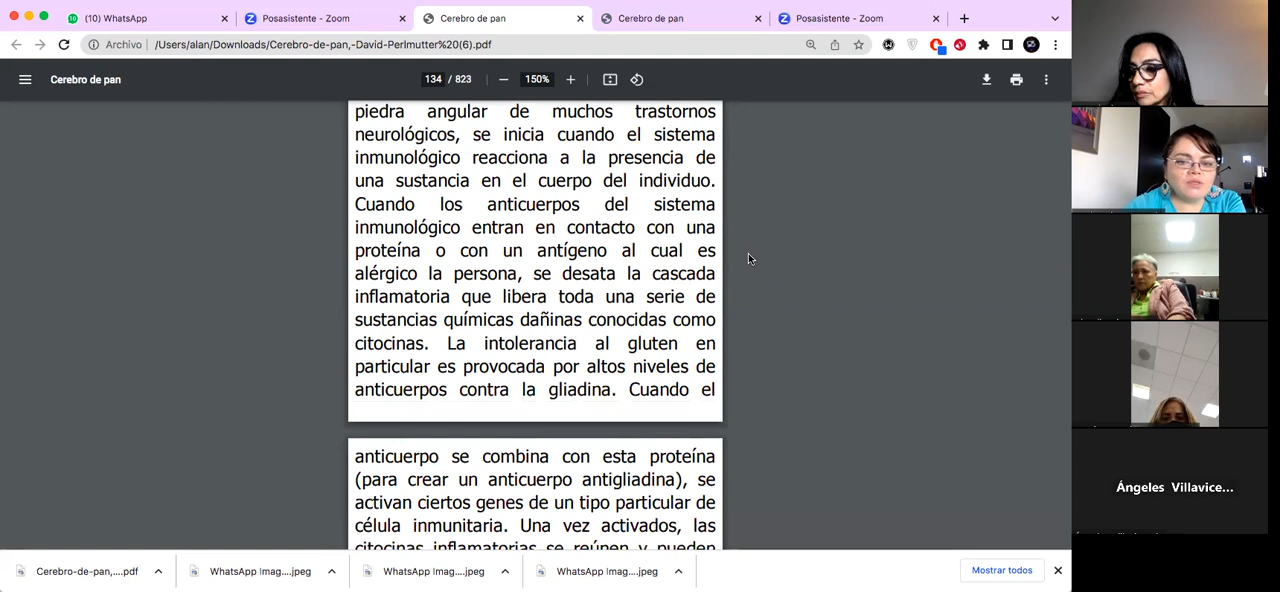 (10) WhatsApp
Posasistente - Zoom
Cerebro de pan
Cerebro de pan
Posasistente - Zoom
Archivo
/Users/alan/Downloads/Cerebro-de-pan,-David-Perlmutter%20(6).pdf
Cerebro de pan
134 / 823
150%
piedra angular de muchos trastornos
neurológicos, se inicia cuando el sistema
inmunológico reacciona a la presencia de
una sustancia en el cuerpo del individuo.
Cuando los anticuerpos del sistema
inmunológico entran en contacto con una
proteína o con un antígeno al cual es
alérgico la persona, se desata la cascada
inflamatoria que libera toda una serie de
sustancias químicas dañinas conocidas como
citocinas. La intolerancia al gluten en
particular es provocada por altos niveles de
anticuerpos contra la gliadina. Cuando el
anticuerpo se combina con esta proteína
(para crear un anticuerpo antigliadina), se
activan ciertos genes de un tipo particular de
célula inmunitaria. Una vez activados, las
citocinas inflamatorias se reúnen y pueden
Ángeles Villavice...
Cerebro-de-pan,....pdf
WhatsApp Imag....jpeg
WhatsApp Imag....jpeg
WhatsApp Imag....jpeg
Mostrar todos